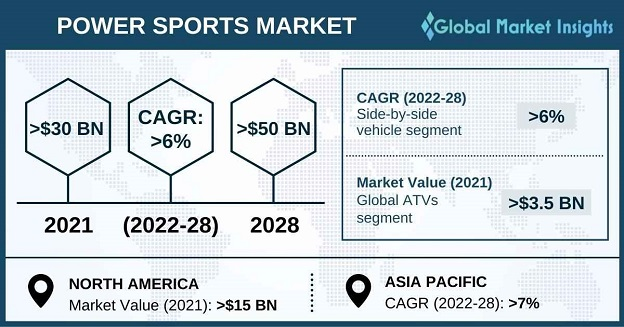 POWER SPORTS MARKET
Global Market Insights
>$30 BN
CAGR:
>6%
>$50 BN
2021
(2022-28)
2028
CAGR (2022-28)
Side-by-side
vehicle segment
>6%
Market Value (2021)
Global ATVs
segment
>$3.5 BN
NORTH AMERICA
Market Value (2021): >$15 BN
ASIA PACIFIC
CAGR (2022-28): >7%